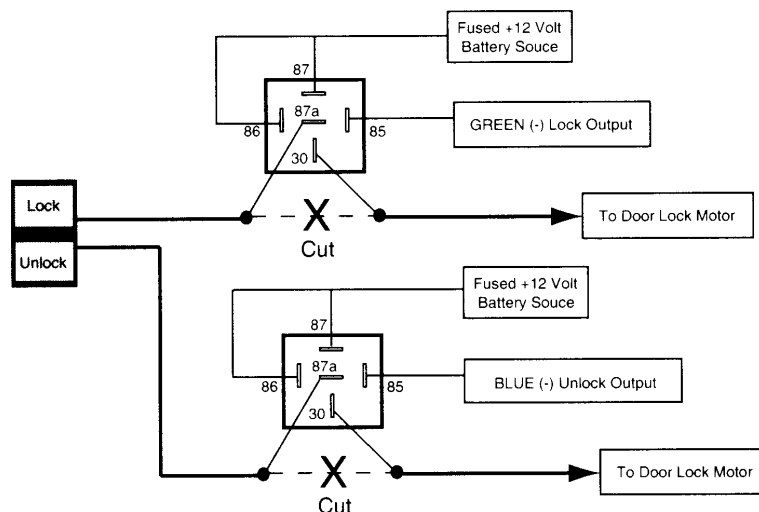 Fused +12 Volt
Battery Souce
87
87a
86
85
30
GREEN (-) Lock Output
Lock
Unlock
X
Cut
To Door Lock Motor
Fused +12 Volt
Battery Souce
87
87a
86
85
30
BLUE (-) Unlock Output
X
Cut
To Door Lock Motor